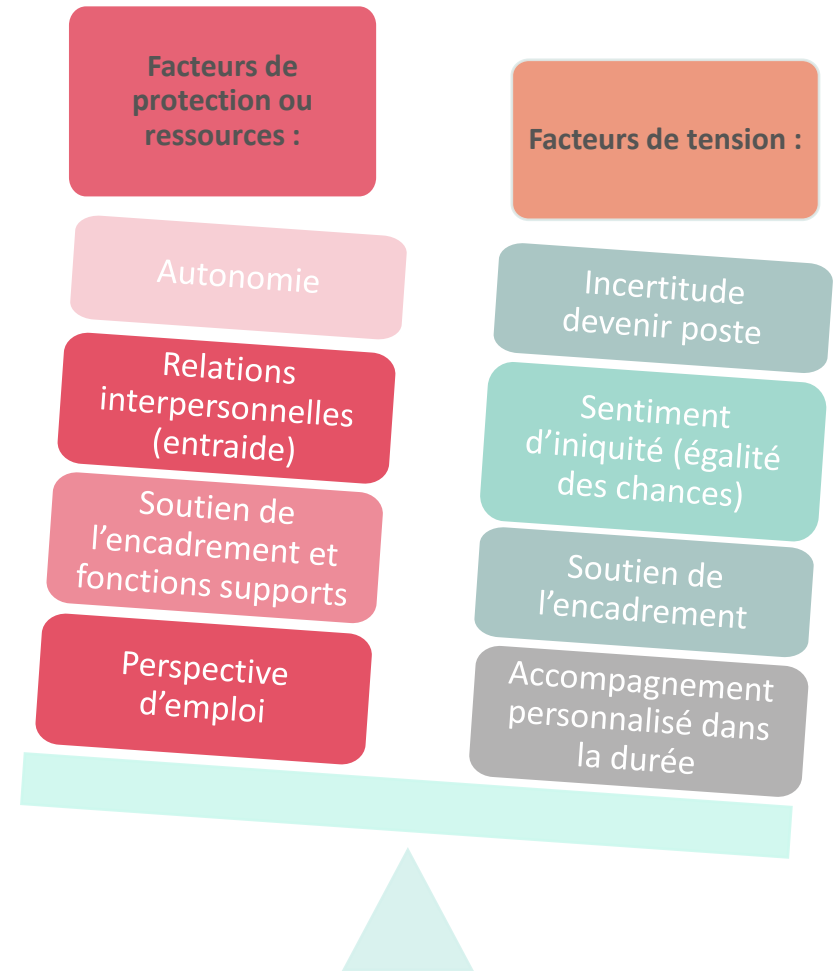 Facteurs de
protection ou
ressources :
Autonomie
Relations
interpersonnelles
(entraide)
Soutien de
l’encadrement et
fonctions supports
Perspective
d’emploi
Facteurs de tension :
Incertitude
devenir poste
Sentiment
d’iniquité (égalité
des chances)
Soutien de
l’encadrement
Accompagnement
personnalisé dans
la durée